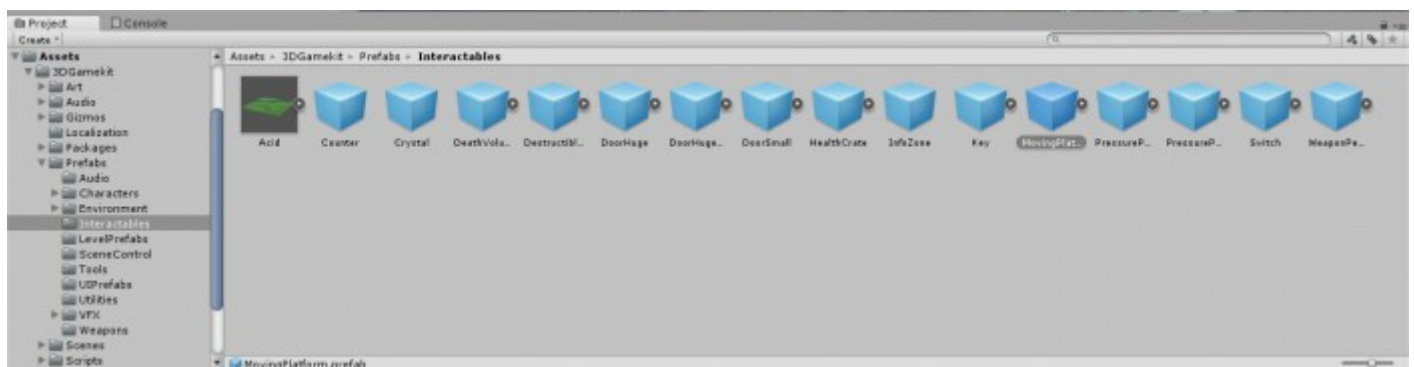 Project Console
Create
Assets
3DGamekit
Art
Audio
Gizmos
Localization
Packages
Prefabs
Audio
Characters
Environment
Interactables
LevelPrefabs
SceneControl
Tools
UIPrefabs
Utilities
VFX
Weapons
Scenes
Scripts
Assets ▸ 3DGamekit ▸ Prefabs ▸ Interactables
Acid Counter Crystal DeathVolu... Destructibl... DoorHuge DoorHuge... DoorSmall HealthCrate InfoZone Key MovingPlat... PressureP... PressureP... Switch WeaponPe...
MovingPlatform.prefab